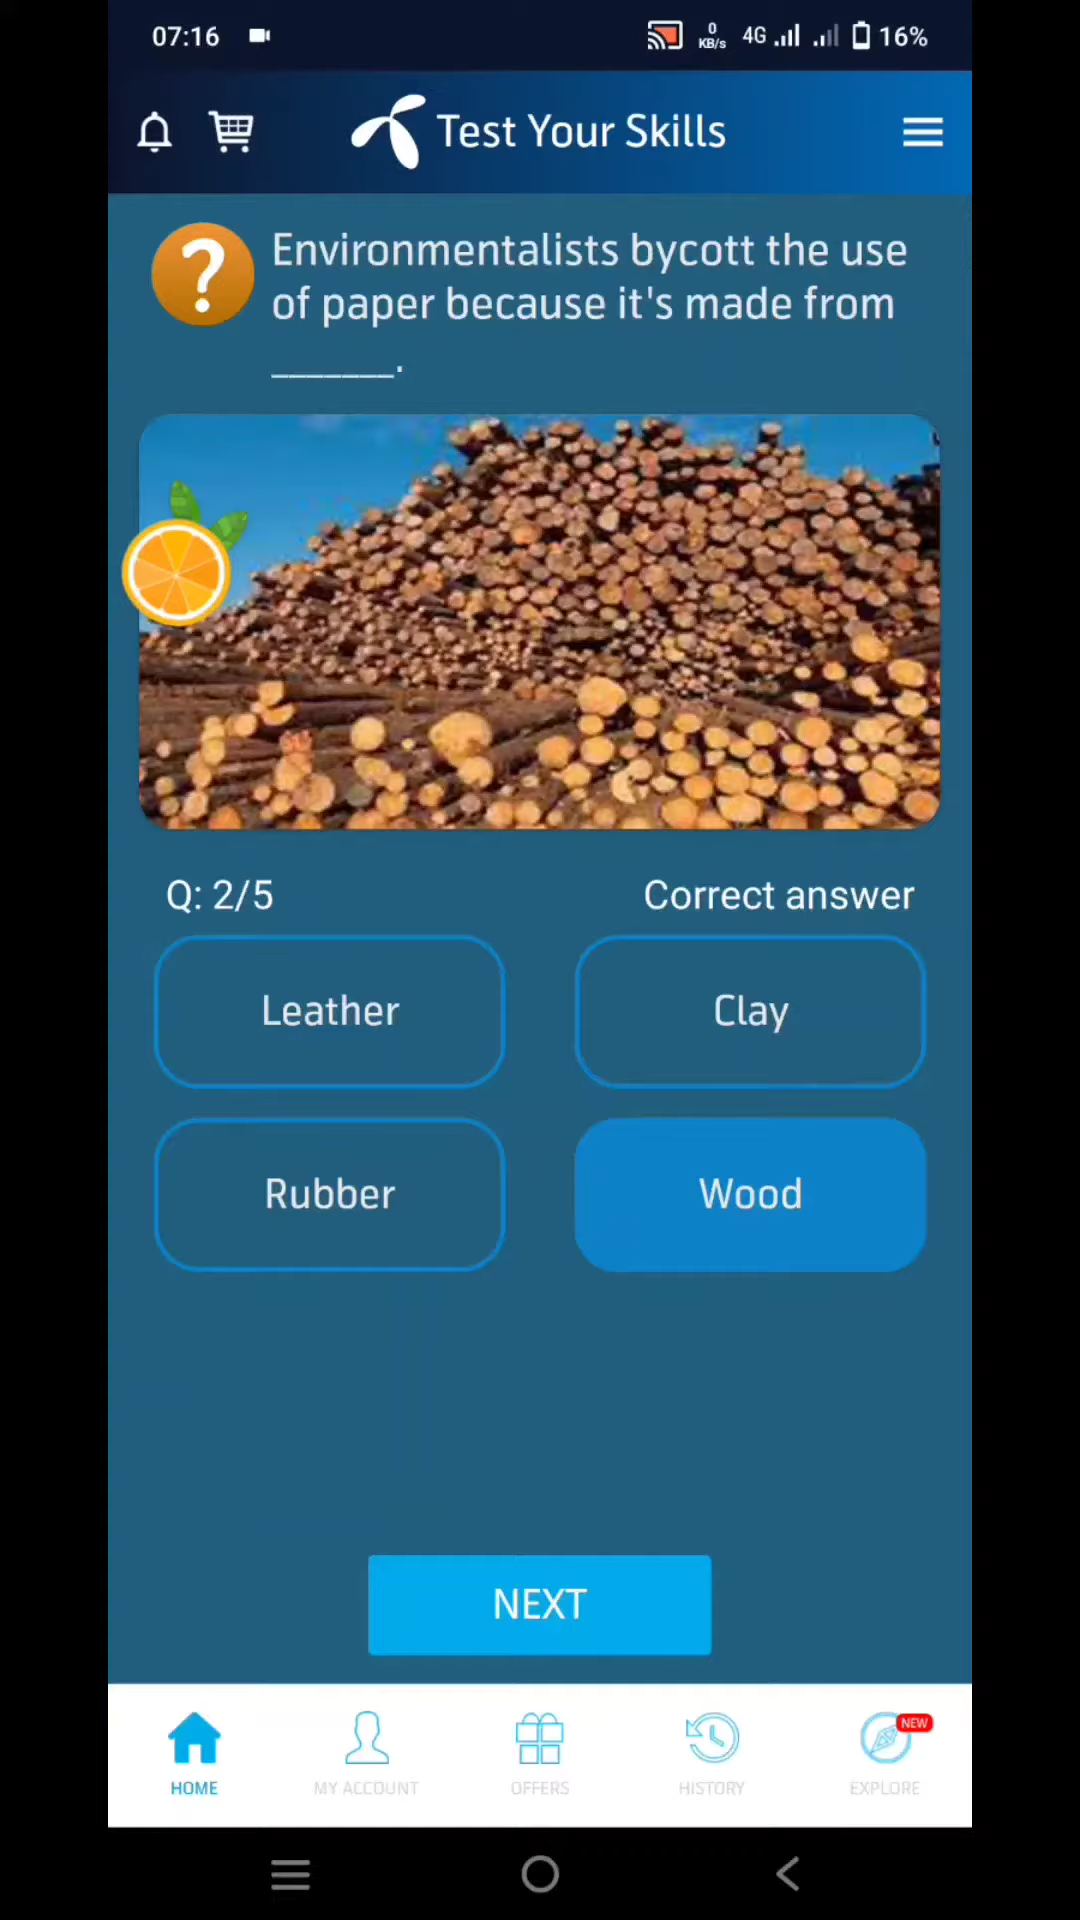 07:16 0 KB/s 4G 16%
Test Your Skills
? Environmentalists bycott the use
of paper because it's made from
_______.
Q: 2/5 Correct answer
Leather Clay
Rubber Wood
NEXT
NEW
HOME MY ACCOUNT OFFERS HISTORY EXPLORE